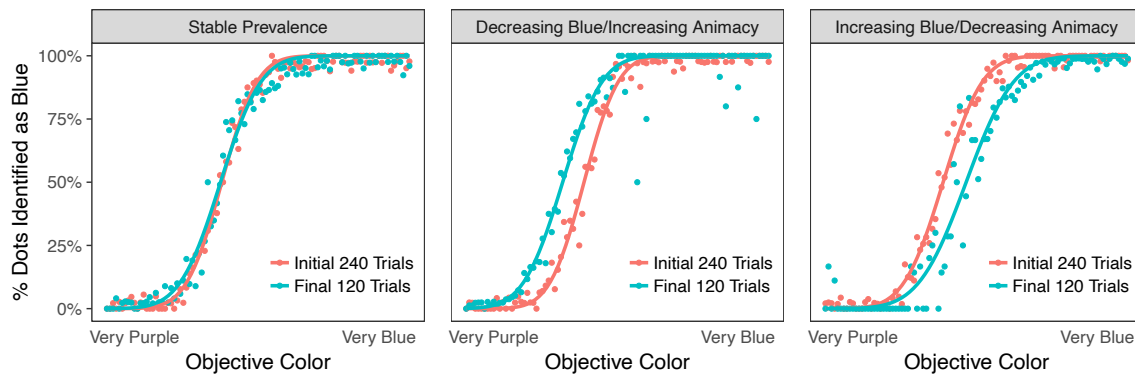 Stable Prevalence
Decreasing Blue/Increasing Animacy
Increasing Blue/Decreasing Animacy
% Dots Identified as Blue
100%
75%
50%
25%
0%
Initial 240 Trials
Final 120 Trials
Initial 240 Trials
Final 120 Trials
Initial 240 Trials
Final 120 Trials
Very Purple
Very Blue
Very Purple
Very Blue
Very Purple
Very Blue
Objective Color
Objective Color
Objective Color